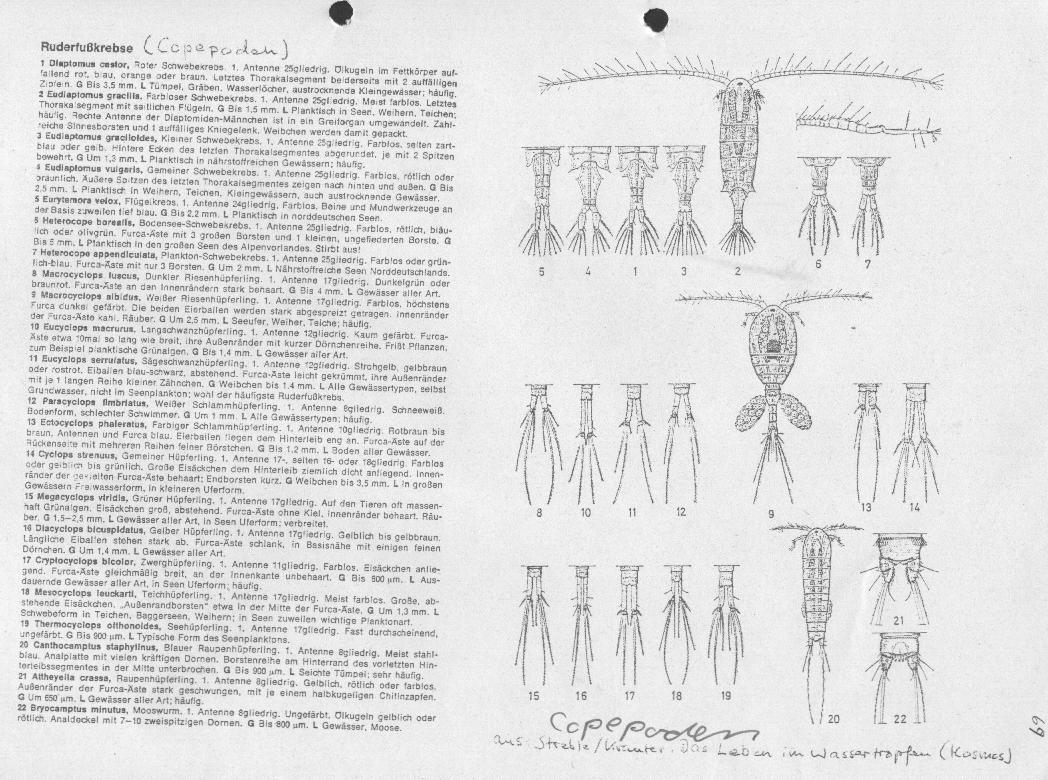 Ruderfußkrebse (Copepoden)
1 Diaptomus castor, Roter Schwebekrebs. 1. Antenne 25gliedrig. Ölkugeln im Fettkörper auf-
fallend rot, blau, orange oder braun. Letztes Thorakalsegment beiderseits mit 2 auffälligen
Zipfeln. G Bis 3,5 mm. L Tümpel, Gräben, Wasserlöcher, austrocknende Kleingewässer; häufig.
2 Eudiaptomus gracilis, Farbloser Schwebekrebs. 1. Antenne 25gliedrig. Meist farblos. Letztes
Thorakalsegment mit seitlichen Flügeln. G Bis 1,5 mm. L Planktisch in Seen, Weihern, Teichen;
häufig. Rechte Antenne der Diaptomiden-Männchen ist in ein Greiforgan umgewandelt. Zahl-
reiche Sinnesborsten und 1 auffälliges Kniegelenk. Weibchen werden damit gepackt.
3 Eudiaptomus graciloides, Kleiner Schwebekrebs. 1. Antenne 25gliedrig. Farblos, selten zart-
blau oder gelb. Hintere Ecken des letzten Thorakalsegmentes abgerundet, je mit 2 Spitzen
bewehrt. G Um 1,3 mm. L Planktisch in nährstoffreichen Gewässern; häufig.
4 Eudiaptomus vulgaris, Gemeiner Schwebekrebs. 1. Antenne 25gliedrig. Farblos, rötlich oder
bräunlich. Äußere Spitzen des letzten Thorakalsegmentes zeigen nach hinten und außen. G Bis
2,5 mm. L Planktisch in Weihern, Teichen, Kleingewässern, auch austrocknende Gewässer.
5 Eurytemora velox, Flügelkrebs. 1. Antenne 24gliedrig. Farblos. Beine und Mundwerkzeuge an
der Basis zuweilen tief blau. G Bis 2,2 mm. L Planktisch in norddeutschen Seen.
6 Heterocope borealis, Bodensee-Schwebekrebs. 1. Antenne 25gliedrig. Farblos, rötlich, bläu-
lich oder olivgrün. Furca-Äste mit 3 großen Borsten und 1 kleinen, ungefiederten Borste. G
Bis 5 mm. L Planktisch in den großen Seen des Alpenvorlandes. Stirbt aus!
7 Heterocope appendiculata, Plankton-Schwebekrebs. 1. Antenne 25gliedrig. Farblos oder grün-
lich-blau. Furca-Äste mit nur 3 Borsten. G Um 2 mm. L Nährstoffreiche Seen Norddeutschlands.
8 Macrocyclops fuscus, Dunkler Riesenhüpferling. 1. Antenne 17gliedrig. Dunkelgrün oder
braunrot. Furca-Äste an den Innenrändern stark behaart. G Bis 4 mm. L Gewässer aller Art.
9 Macrocyclops albidus, Weißer Riesenhüpferling. 1. Antenne 17gliedrig. Farblos, höchstens
Furca dunkel gefärbt. Die beiden Eierballen werden stark abgespreizt getragen. Innenränder
der Furca-Äste kahl. Räuber. G Um 2,5 mm. L Seeufer, Weiher, Teiche; häufig.
10 Eucyclops macrurus, Langschwanzhüpferling. 1. Antenne 12gliedrig. Kaum gefärbt. Furca-
Äste etwa 10mal so lang wie breit, ihre Außenränder mit kurzer Dörnchenreihe. Frißt Pflanzen,
zum Beispiel planktische Grünalgen. G Bis 1,4 mm. L Gewässer aller Art.
11 Eucyclops serrulatus, Sägeschwanzhüpferling. 1. Antenne 12gliedrig. Strohgelb, gelbbraun
oder rostrot. Eiballen blau-schwarz, abstehend. Furca-Äste leicht gekrümmt, ihre Außenränder
mit je 1 langen Reihe kleiner Zähnchen. G Weibchen bis 1,4 mm. L Alle Gewässertypen, selbst
Grundwasser, nicht im Seenplankton; wohl der häufigste Ruderfußkrebs.
12 Paracyclops fimbriatus, Weißer Schlammhüpferling. 1. Antenne 8gliedrig. Schneeweiß.
Bodenform, schlechter Schwimmer. G Um 1 mm. L Alle Gewässertypen; häufig.
13 Ectocyclops phaleratus, Farbiger Schlammhüpferling. 1. Antenne 10gliedrig. Rotbraun bis
braun, Antennen und Furca blau. Eierballen liegen dem Hinterleib eng an. Furca-Äste auf der
Rückenseite mit mehreren Reihen feiner Börstchen. G Bis 1,2 mm. L Boden aller Gewässer.
14 Cyclops strenuus, Gemeiner Hüpferling. 1. Antenne 17-, selten 16- oder 18gliedrig. Farblos
oder gelblich bis grünlich. Große Eisäckchen dem Hinterleib ziemlich dicht anliegend. Innen-
ränder der gekielten Furca-Äste behaart; Endborsten kurz. G Weibchen bis 3,5 mm. L In großen
Gewässern Freiwasserform, in kleineren Uferform.
15 Megacyclops viridis, Grüner Hüpferling. 1. Antenne 17gliedrig. Auf den Tieren oft massen-
haft Grünalgen. Eisäckchen groß, abstehend. Furca-Äste ohne Kiel, Innenränder behaart. Räu-
ber. G 1,5–2,5 mm. L Gewässer aller Art, in Seen Uferform; verbreitet.
16 Diacyclops bicuspidatus, Gelber Hüpferling. 1. Antenne 17gliedrig. Gelblich bis gelbbraun.
Längliche Eiballen stehen stark ab. Furca-Äste schlank, in Basisnähe mit einigen feinen
Dörnchen. G Um 1,4 mm. L Gewässer aller Art.
17 Cryptocyclops bicolor, Zwerghüpferling. 1. Antenne 11gliedrig. Farblos. Eisäckchen anlie-
gend. Furca-Äste gleichmäßig breit, an der Innenkante unbehaart. G Bis 800 µm. L Aus-
dauernde Gewässer aller Art, in Seen Uferform; häufig.
18 Mesocyclops leuckarti, Teichhüpferling. 1. Antenne 17gliedrig. Meist farblos. Große, ab-
stehende Eisäckchen. „Außenrandborsten" etwa in der Mitte der Furca-Äste. G Um 1,3 mm. L
Schwebeform in Teichen, Baggerseen, Weihern; in Seen zuweilen wichtige Planktonart.
19 Thermocyclops oithonoides, Seehüpferling. 1. Antenne 17gliedrig. Fast durchscheinend,
ungefärbt. G Bis 900 µm. L Typische Form des Seenplanktons.
20 Canthocamptus staphylinus, Blauer Raupenhüpferling. 1. Antenne 8gliedrig. Meist stahl-
blau. Analplatte mit vielen kräftigen Dornen. Borstenreihe am Hinterrand des vorletzten Hin-
terleibssegmentes in der Mitte unterbrochen. G Bis 900 µm. L Seichte Tümpel; sehr häufig.
21 Attheyella crassa, Raupenhüpferling. 1. Antenne 8gliedrig. Gelblich, rötlich oder farblos.
Außenränder der Furca-Äste stark geschwungen, mit je einem halbkugeligen Chitinzapfen.
G Um 650 µm. L Gewässer aller Art; häufig.
22 Bryocamptus minutus, Mooswurm. 1. Antenne 8gliedrig. Ungefärbt. Ölkugeln gelblich oder
rötlich. Analdeckel mit 7–10 zweispitzigen Dornen. G Bis 800 µm. L Gewässer, Moose.
5 4 1 3 2 6 7
8 10 11 12 9 13 14
21
15 16 17 18 19 20 22
Copepoden
aus: Streble/Krauter, Das Leben im Wassertropfen (Kosmos)
69